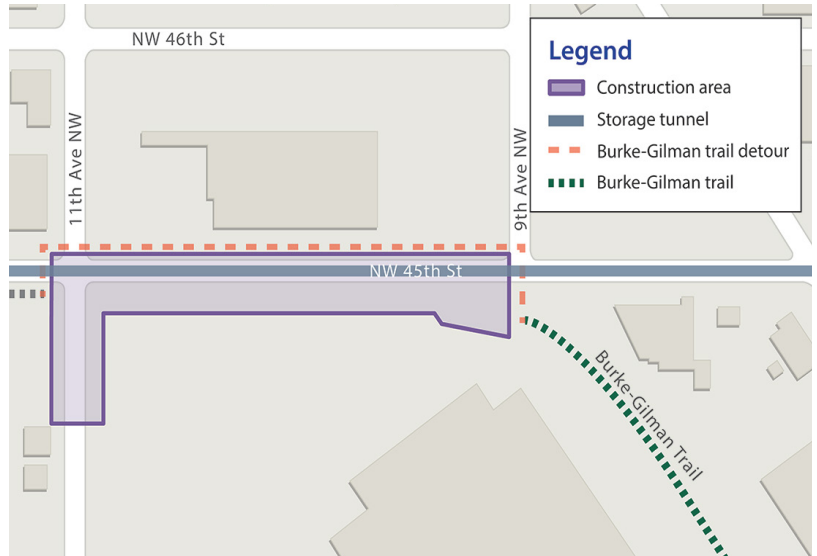 NW 46th St
Legend
Construction area
Storage tunnel
Burke-Gilman trail detour
Burke-Gilman trail
11th Ave NW
9th Ave NW
NW 45th St
Burke-Gilman Trail